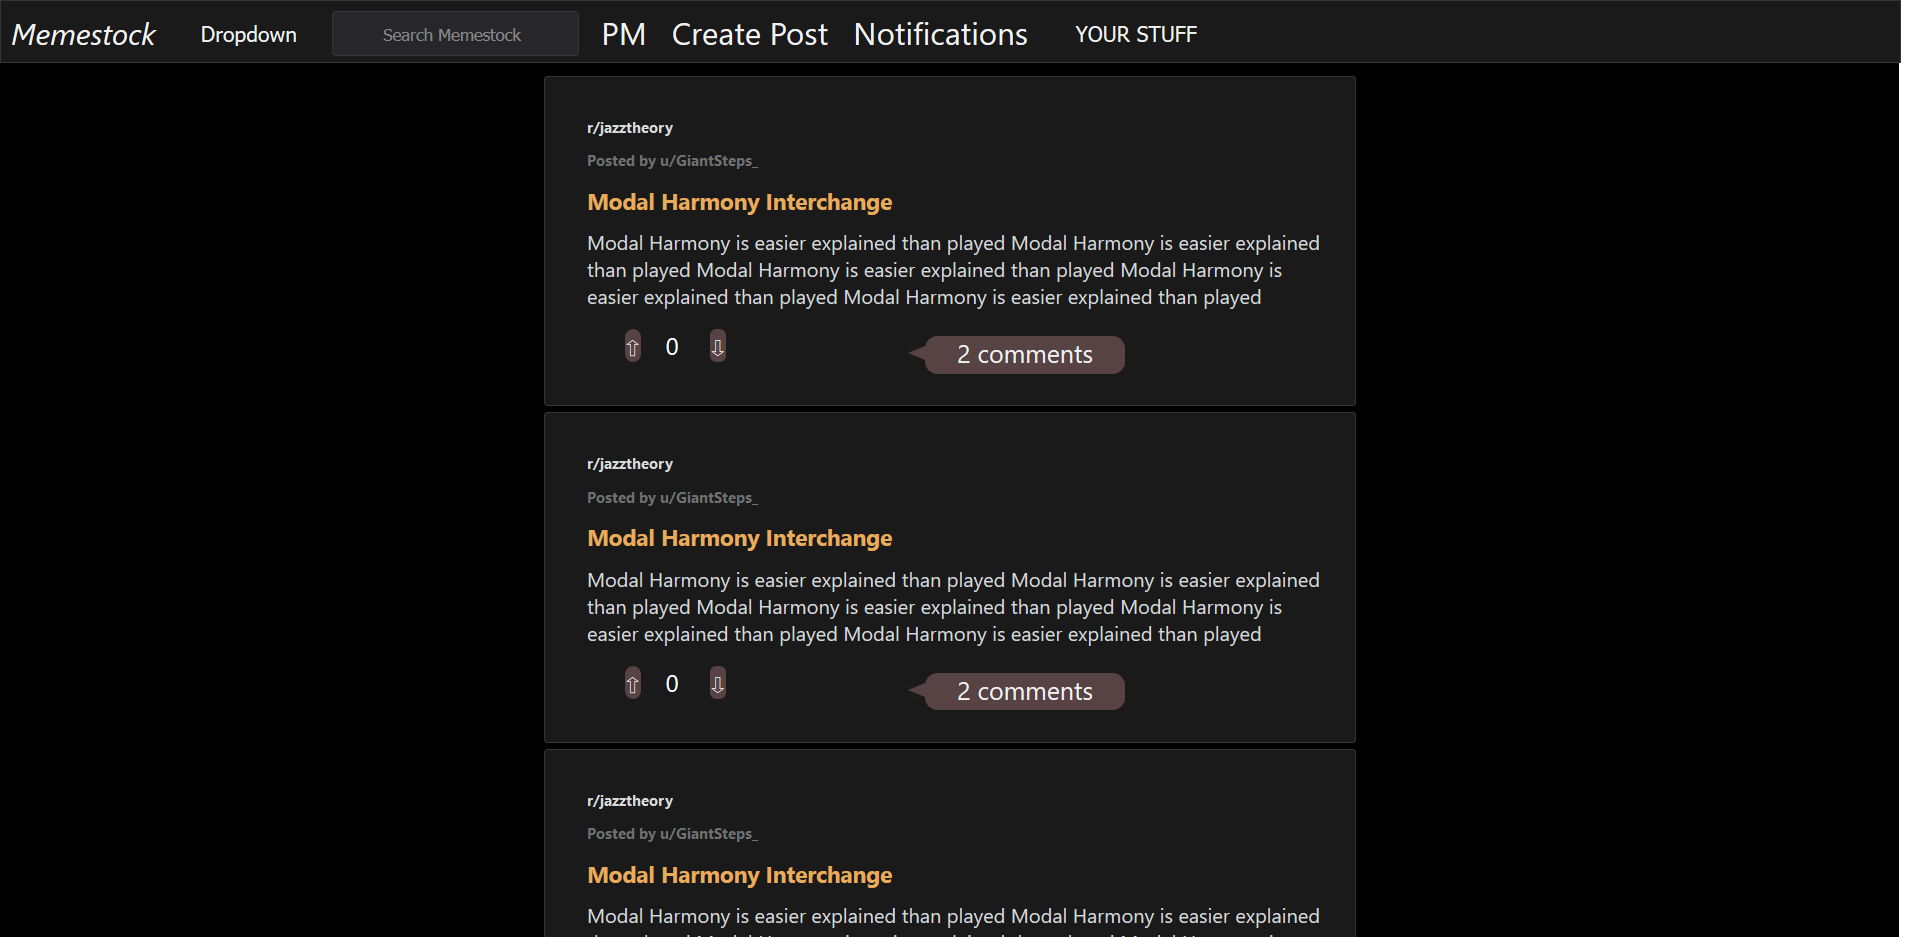 Memestock Dropdown Search Memestock PM Create Post Notifications YOUR STUFF
r/jazztheory
Posted by u/GiantSteps_
Modal Harmony Interchange
Modal Harmony is easier explained than played Modal Harmony is easier explained
than played Modal Harmony is easier explained than played Modal Harmony is
easier explained than played Modal Harmony is easier explained than played
⇧ 0 ⇩ 2 comments
r/jazztheory
Posted by u/GiantSteps_
Modal Harmony Interchange
Modal Harmony is easier explained than played Modal Harmony is easier explained
than played Modal Harmony is easier explained than played Modal Harmony is
easier explained than played Modal Harmony is easier explained than played
⇧ 0 ⇩ 2 comments
r/jazztheory
Posted by u/GiantSteps_
Modal Harmony Interchange
Modal Harmony is easier explained than played Modal Harmony is easier explained